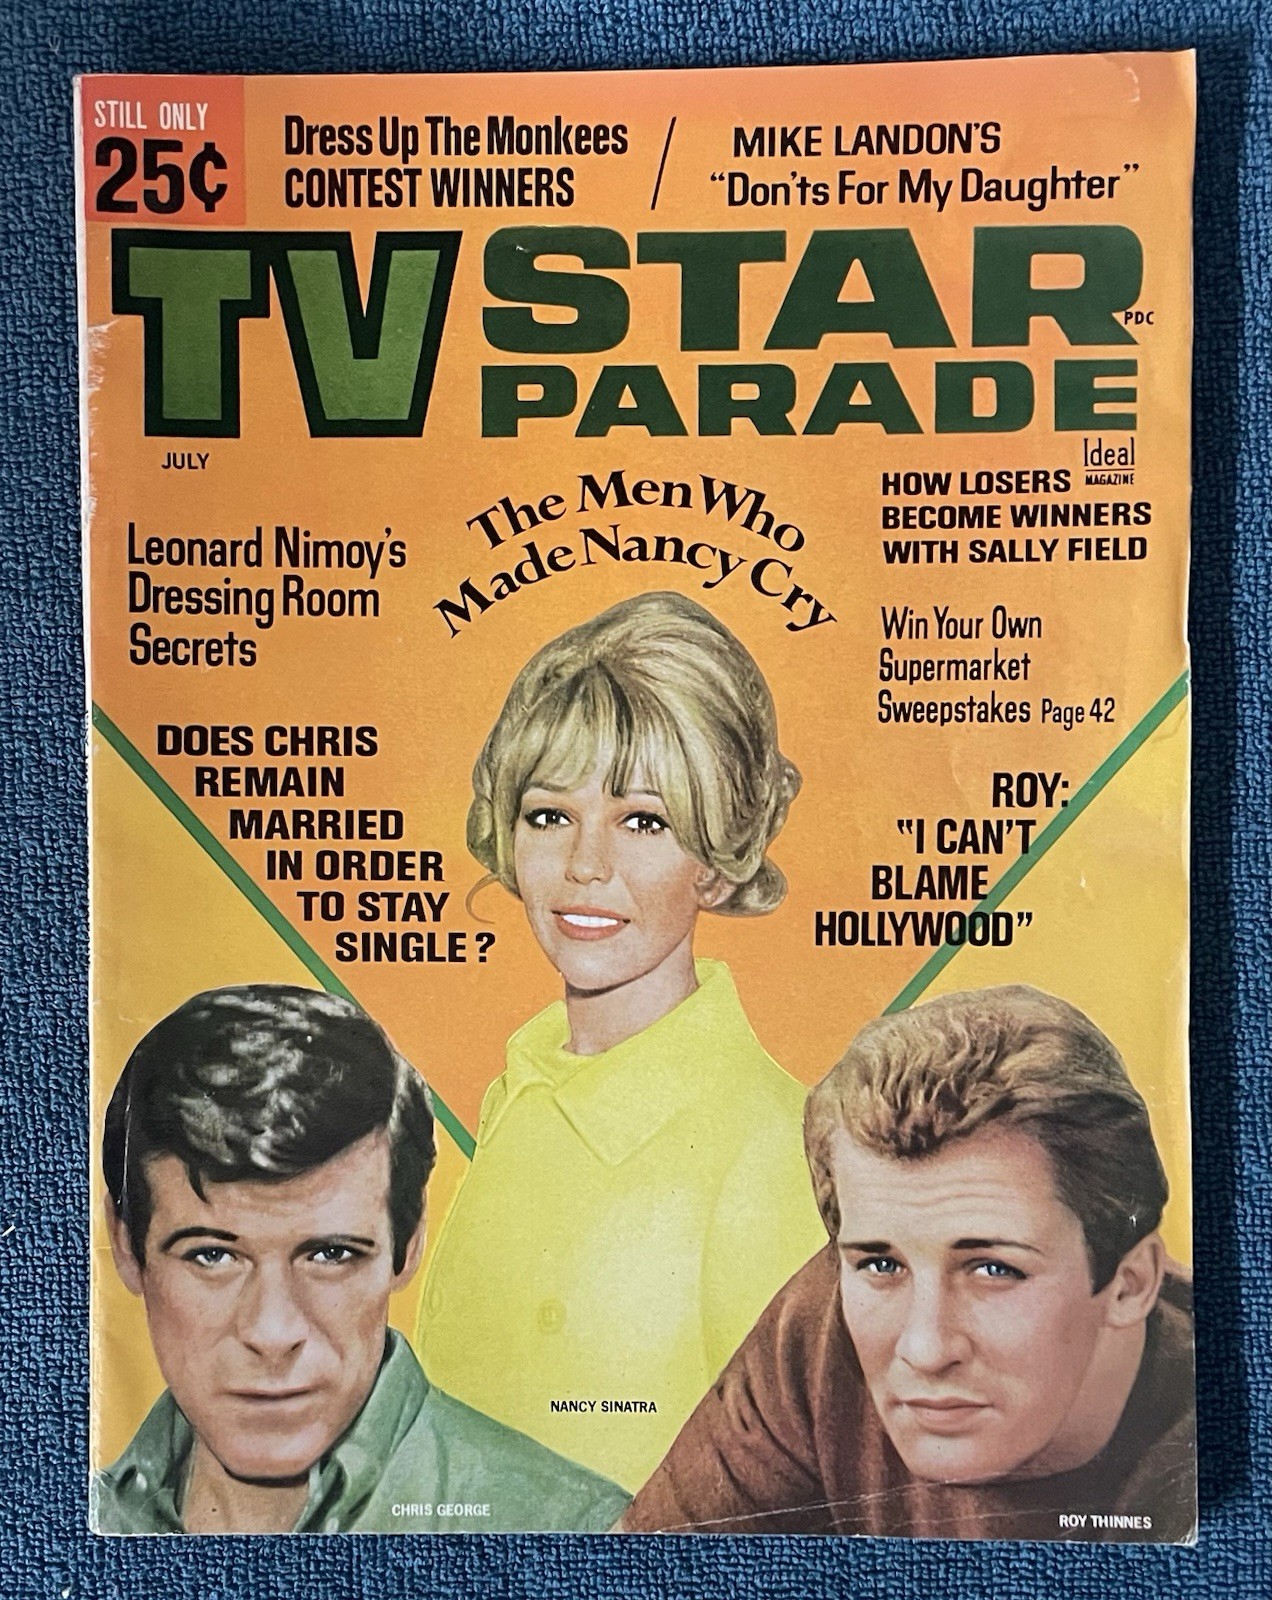 STILL ONLY
25¢
Dress Up The Monkees
CONTEST WINNERS
/
MIKE LANDON'S
"Don'ts For My Daughter"
TV STAR
PARADE
PDC
JULY
Ideal
MAGAZINE
The Men Who
Made Nancy Cry
HOW LOSERS
BECOME WINNERS
WITH SALLY FIELD
Leonard Nimoy's
Dressing Room
Secrets
Win Your Own
Supermarket
Sweepstakes Page 42
DOES CHRIS
REMAIN
MARRIED
IN ORDER
TO STAY
SINGLE?
ROY:
"I CAN'T
BLAME
HOLLYWOOD"
NANCY SINATRA
CHRIS GEORGE
ROY THINNES